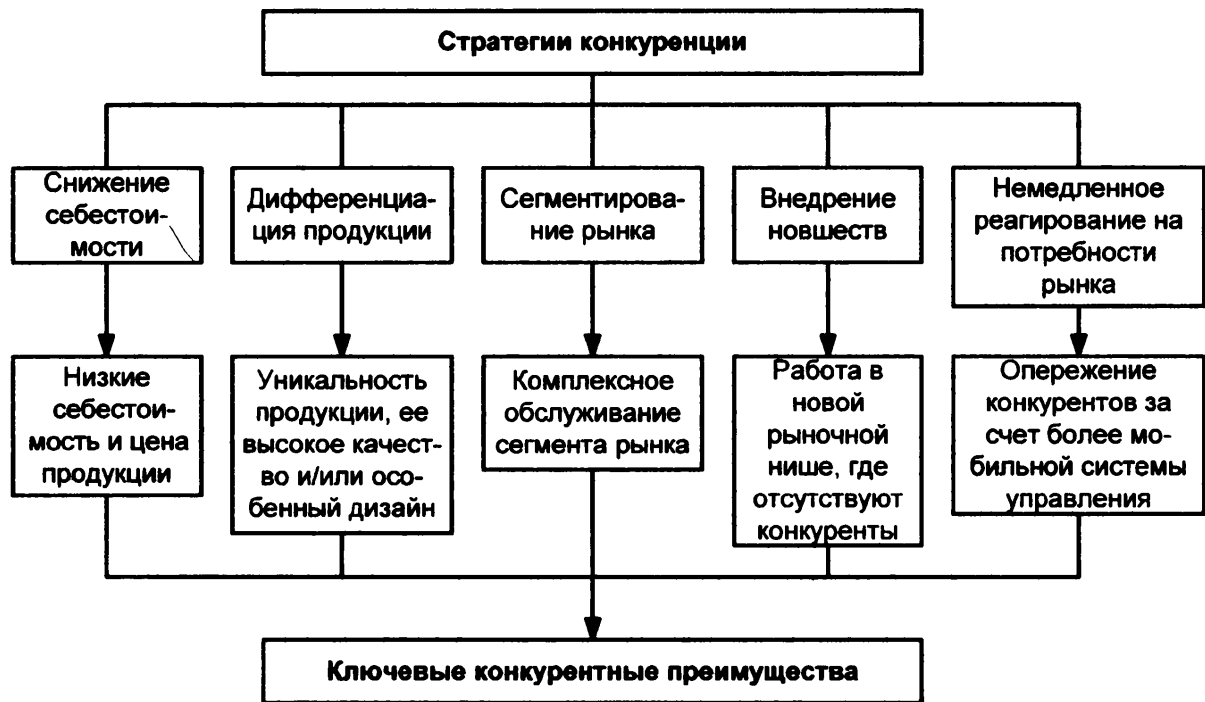 Стратегии конкуренции
Снижение
себестои-
мости
Дифференциа-
ция продукции
Сегментирова-
ние рынка
Внедрение
новшеств
Немедленное
реагирование на
потребности
рынка
Низкие
себестои-
мость и цена
продукции
Уникальность
продукции, ее
высокое качест-
во и/или осо-
бенный дизайн
Комплексное
обслуживание
сегмента рынка
Работа в
новой
рыночной
нише, где
отсутствуют
конкуренты
Опережение
конкурентов за
счет более мо-
бильной системы
управления
Ключевые конкурентные преимущества